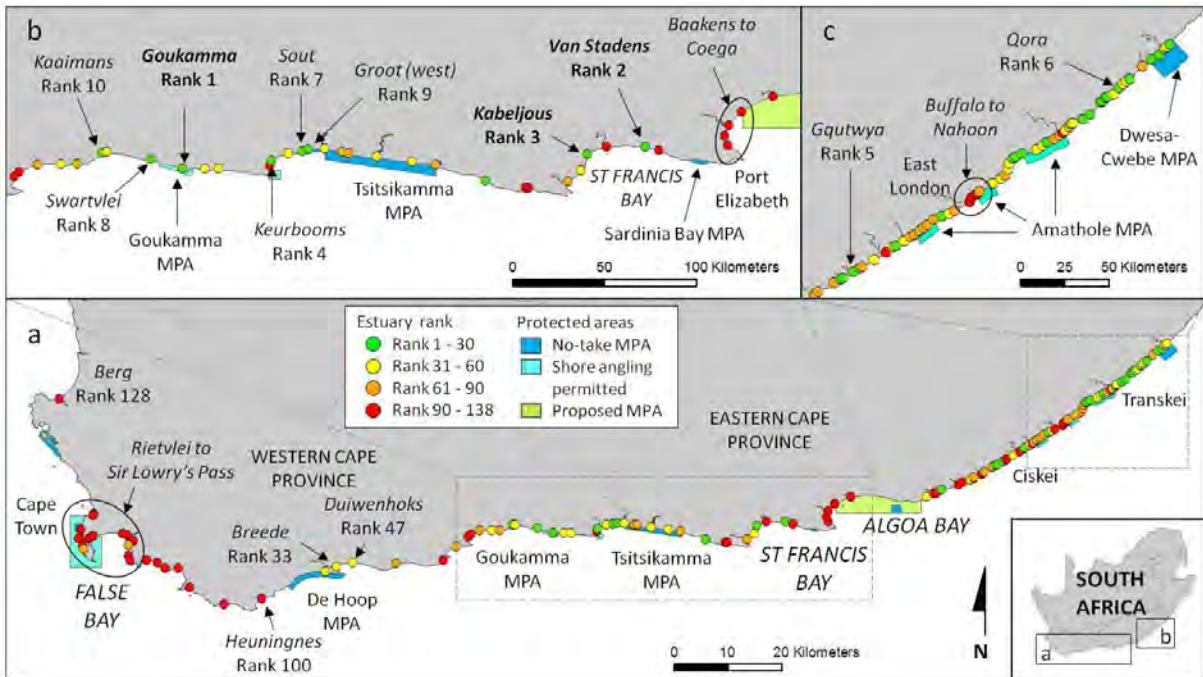 b
Kaaimans
Rank 10
Goukamma
Rank 1
Sout
Rank 7
Groot (west)
Rank 9
Van Stadens
Rank 2
Baakens to
Coega
Kabeljous
Rank 3
Swartvlei
Rank 8
Goukamma
MPA
Keurbooms
Rank 4
Tsitsikamma
MPA
ST FRANCIS
BAY
Sardinia Bay MPA
Port
Elizabeth
0 50 100 Kilometers
c
Qora
Rank 6
Buffalo to
Nahoon
Gqutwya
Rank 5
East
London
Dwesa-
Cwebe MPA
Amathole MPA
0 25 50 Kilometers
a
Berg
Rank 128
Estuary rank
Rank 1 - 30
Rank 31 - 60
Rank 61 - 90
Rank 90 - 138
Protected areas
No-take MPA
Shore angling
permitted
Proposed MPA
Rietvlei to
Sir Lowry's Pass
WESTERN CAPE
PROVINCE
EASTERN CAPE
PROVINCE
Transkei
Ciskei
Cape
Town
Duiwenhoks
Rank 47
Breede
Rank 33
FALSE
BAY
De Hoop
MPA
Heuningnes
Rank 100
Goukamma
MPA
Tsitsikamma
MPA
ST FRANCIS
BAY
ALGOA BAY
0 10 20 Kilometers
N
SOUTH
AFRICA
a
b